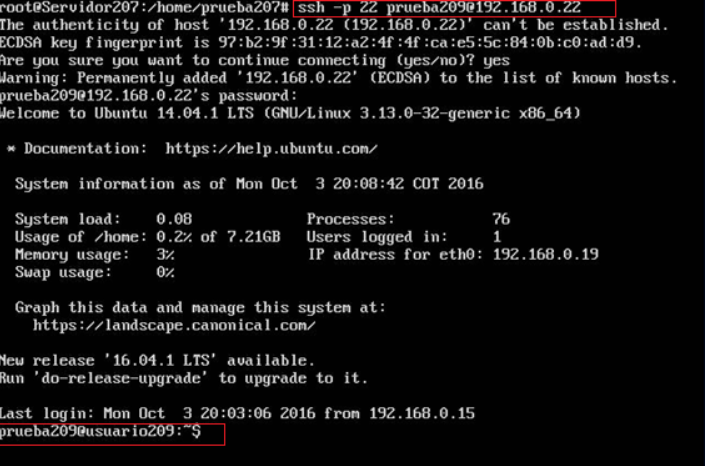 root@Servidor207:/home/prueba207# ssh -p 22 prueba209@192.168.0.22
The authenticity of host '192.168.0.22 (192.168.0.22)' can't be established.
ECDSA key fingerprint is 97:b2:9f:31:12:a2:4f:4f:ca:e5:5c:84:0b:c0:ad:d9.
Are you sure you want to continue connecting (yes/no)? yes
Warning: Permanently added '192.168.0.22' (ECDSA) to the list of known hosts.
prueba209@192.168.0.22's password:
Welcome to Ubuntu 14.04.1 LTS (GNU/Linux 3.13.0-32-generic x86_64)
* Documentation:  https://help.ubuntu.com/
System information as of Mon Oct  3 20:08:42 COT 2016
System load:    0.08               Processes:           76
Usage of /home: 0.2% of 7.21GB   Users logged in:     1
Memory usage:   3%                 IP address for eth0: 192.168.0.19
Swap usage:     0%
Graph this data and manage this system at:
https://landscape.canonical.com/
New release '16.04.1 LTS' available.
Run 'do-release-upgrade' to upgrade to it.
Last login: Mon Oct  3 20:03:06 2016 from 192.168.0.15
prueba209@usuario209:~$